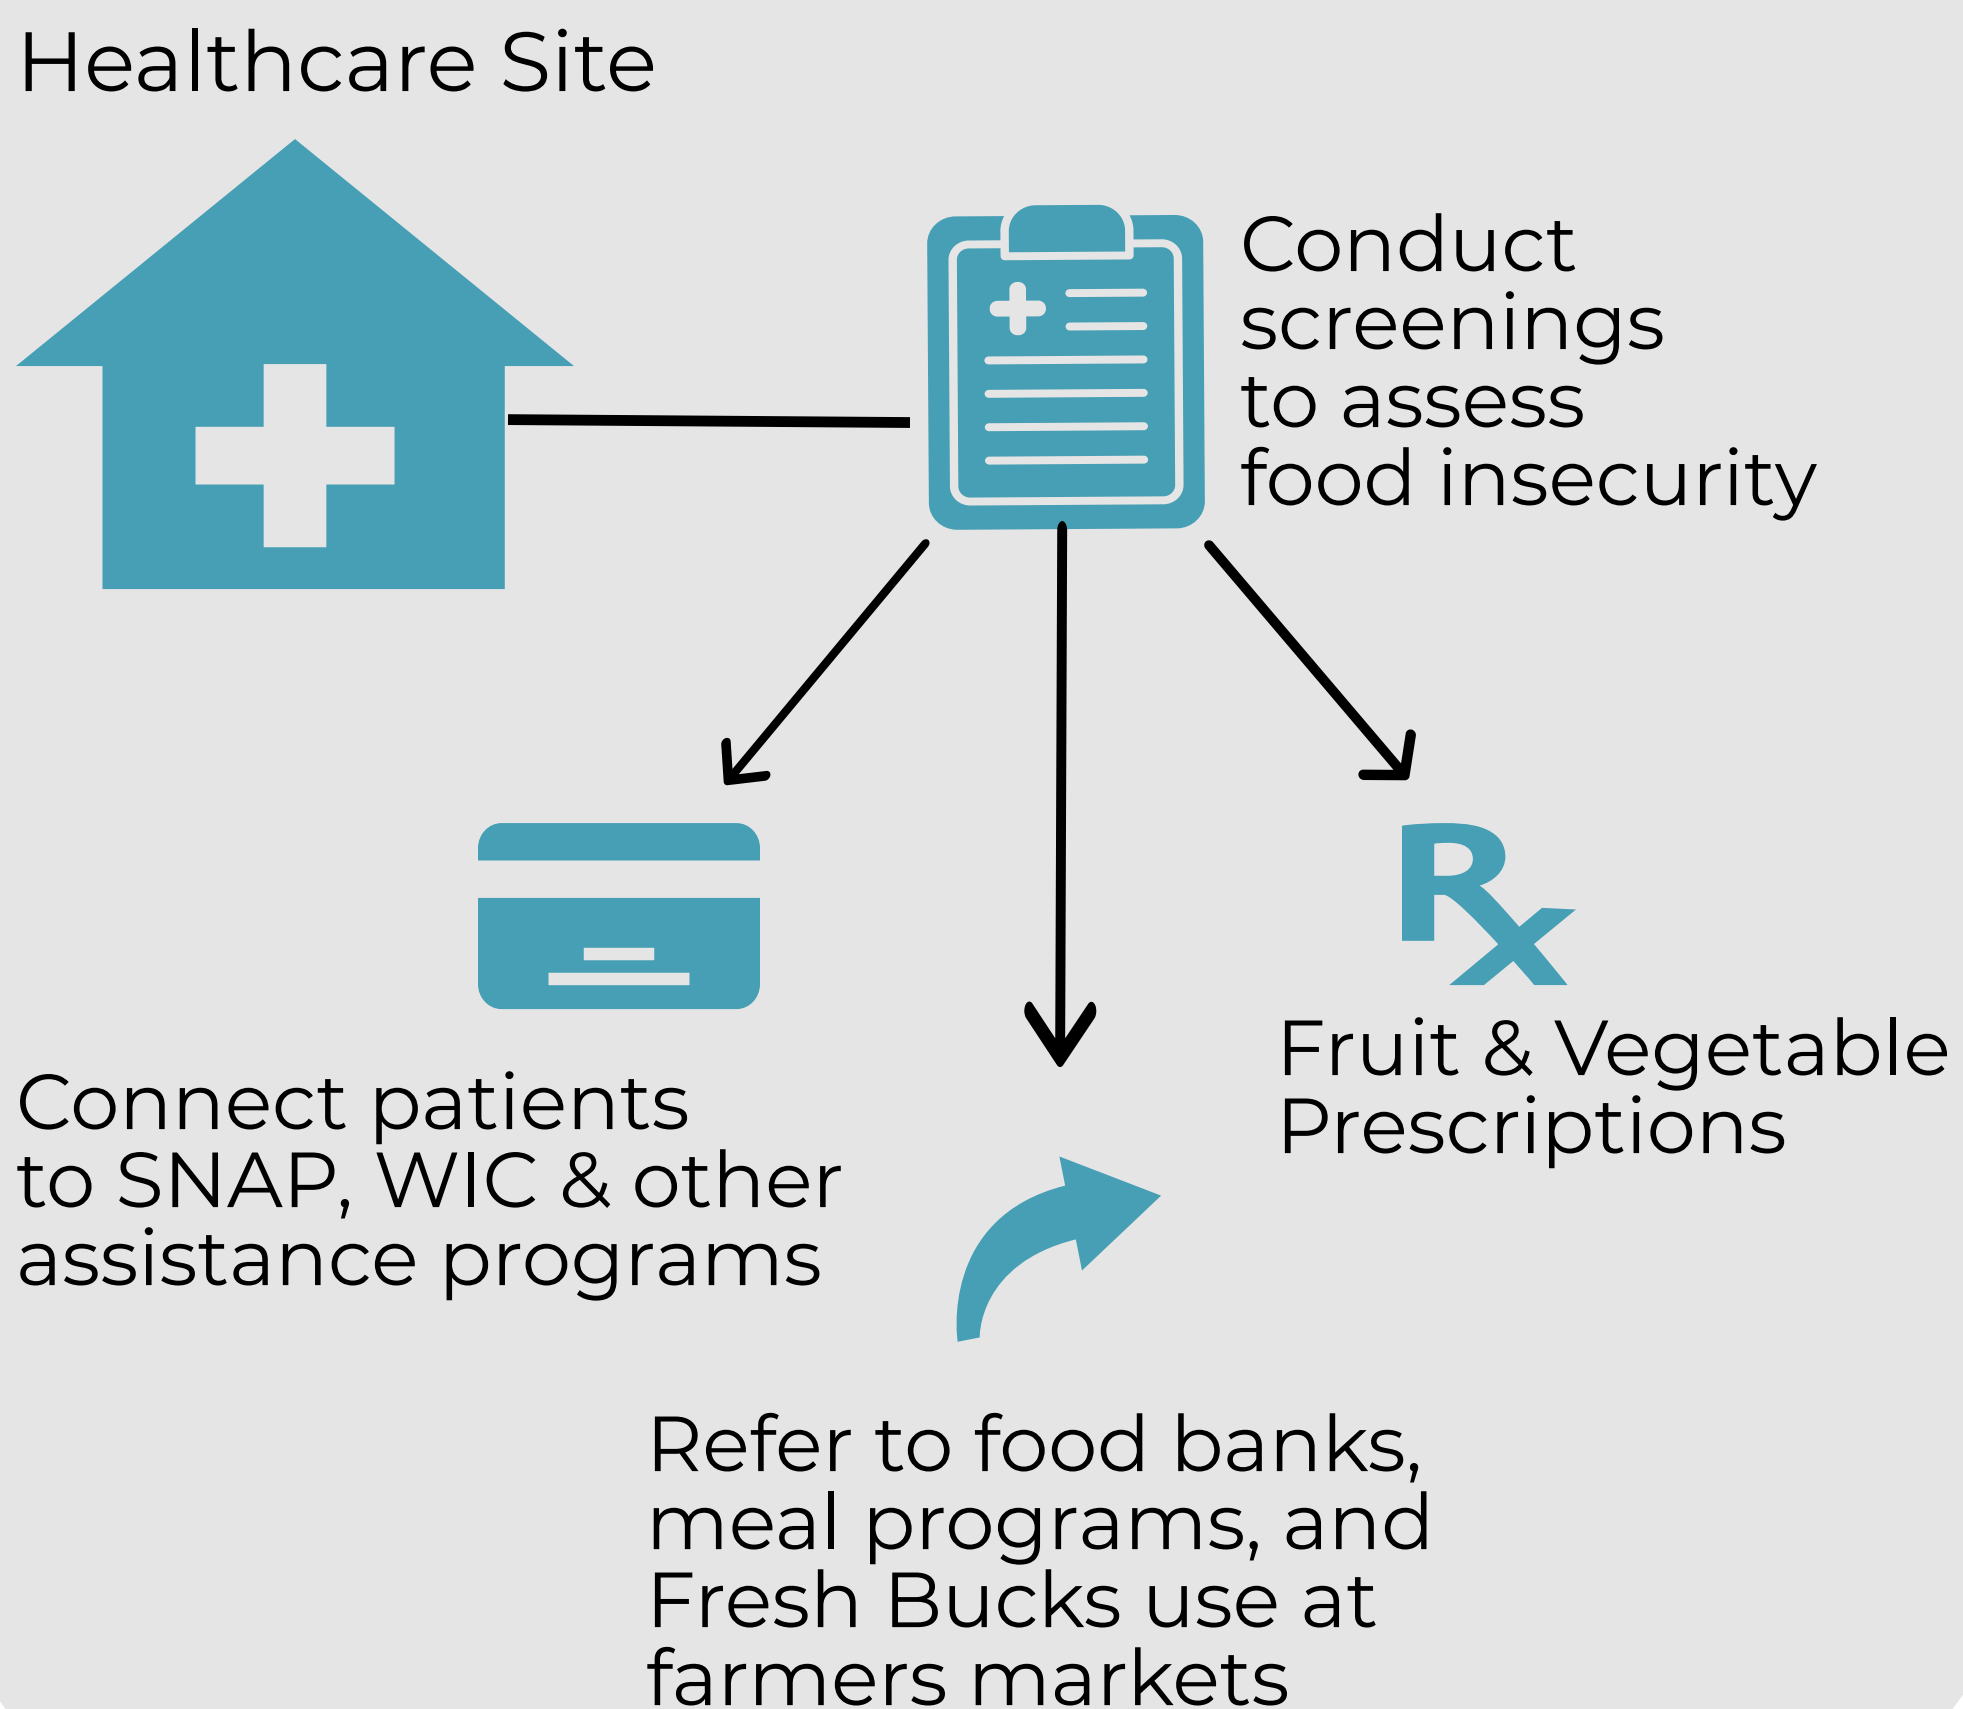 Healthcare Site
Conduct
screenings
to assess
food insecurity
Rx
Fruit & Vegetable
Prescriptions
Connect patients
to SNAP, WIC & other
assistance programs
Refer to food banks,
meal programs, and
Fresh Bucks use at
farmers markets